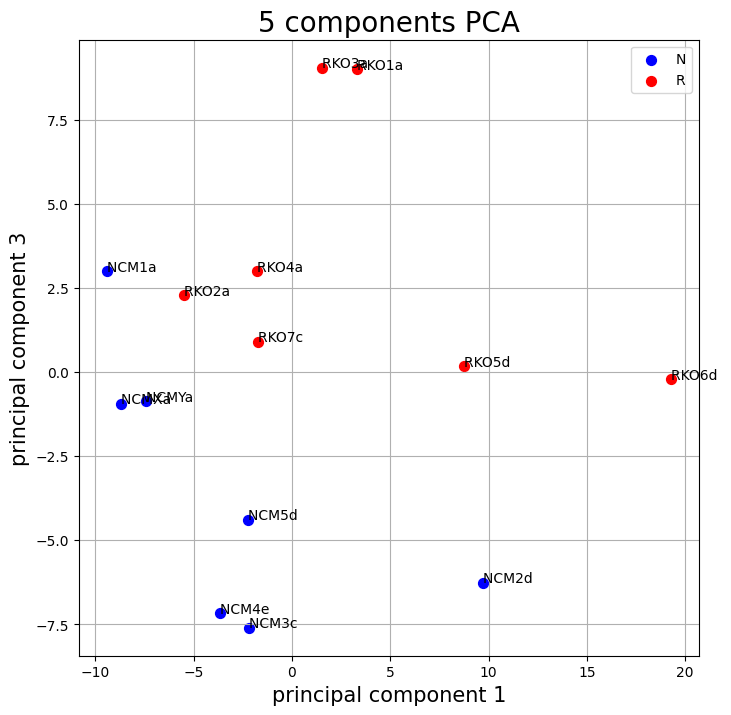 5 components PCA
N
R
RKO3a
RKO1a
NCM1a
RKO4a
RKO2a
RKO7c
RKO5d
RKO6d
NCMXa
NCMYa
NCM5d
NCM2d
NCM4e
NCM3c
7.5
5.0
2.5
0.0
−2.5
−5.0
−7.5
principal component 3
−10
−5
0
5
10
15
20
principal component 1